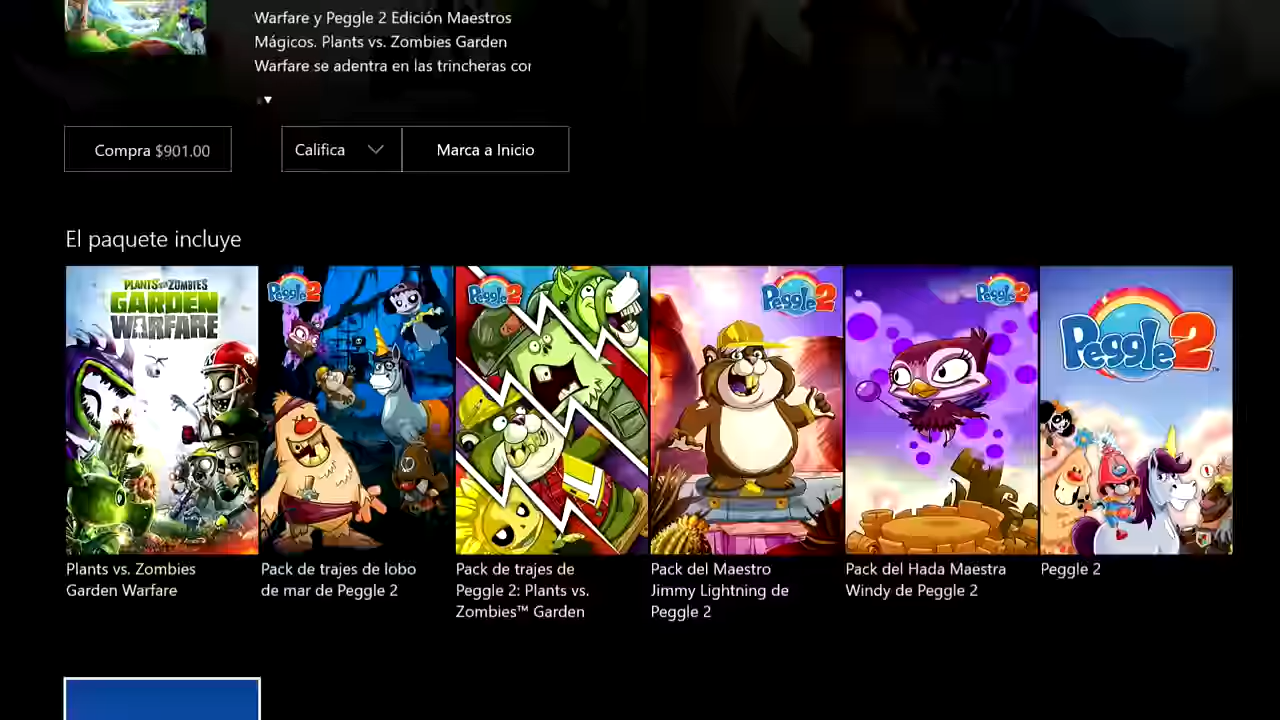 Warfare y Peggle 2 Edición Maestros
Mágicos. Plants vs. Zombies Garden
Warfare se adentra en las trincheras con
Compra $901.00
Califica
Marca a Inicio
El paquete incluye
PLANTS vs. ZOMBIES
GARDEN
WARFARE
Peggle 2
Peggle 2
Peggle 2
Peggle 2
Peggle 2
Plants vs. Zombies
Garden Warfare
Pack de trajes de lobo
de mar de Peggle 2
Pack de trajes de
Peggle 2: Plants vs.
Zombies™ Garden
Pack del Maestro
Jimmy Lightning de
Peggle 2
Pack del Hada Maestra
Windy de Peggle 2
Peggle 2